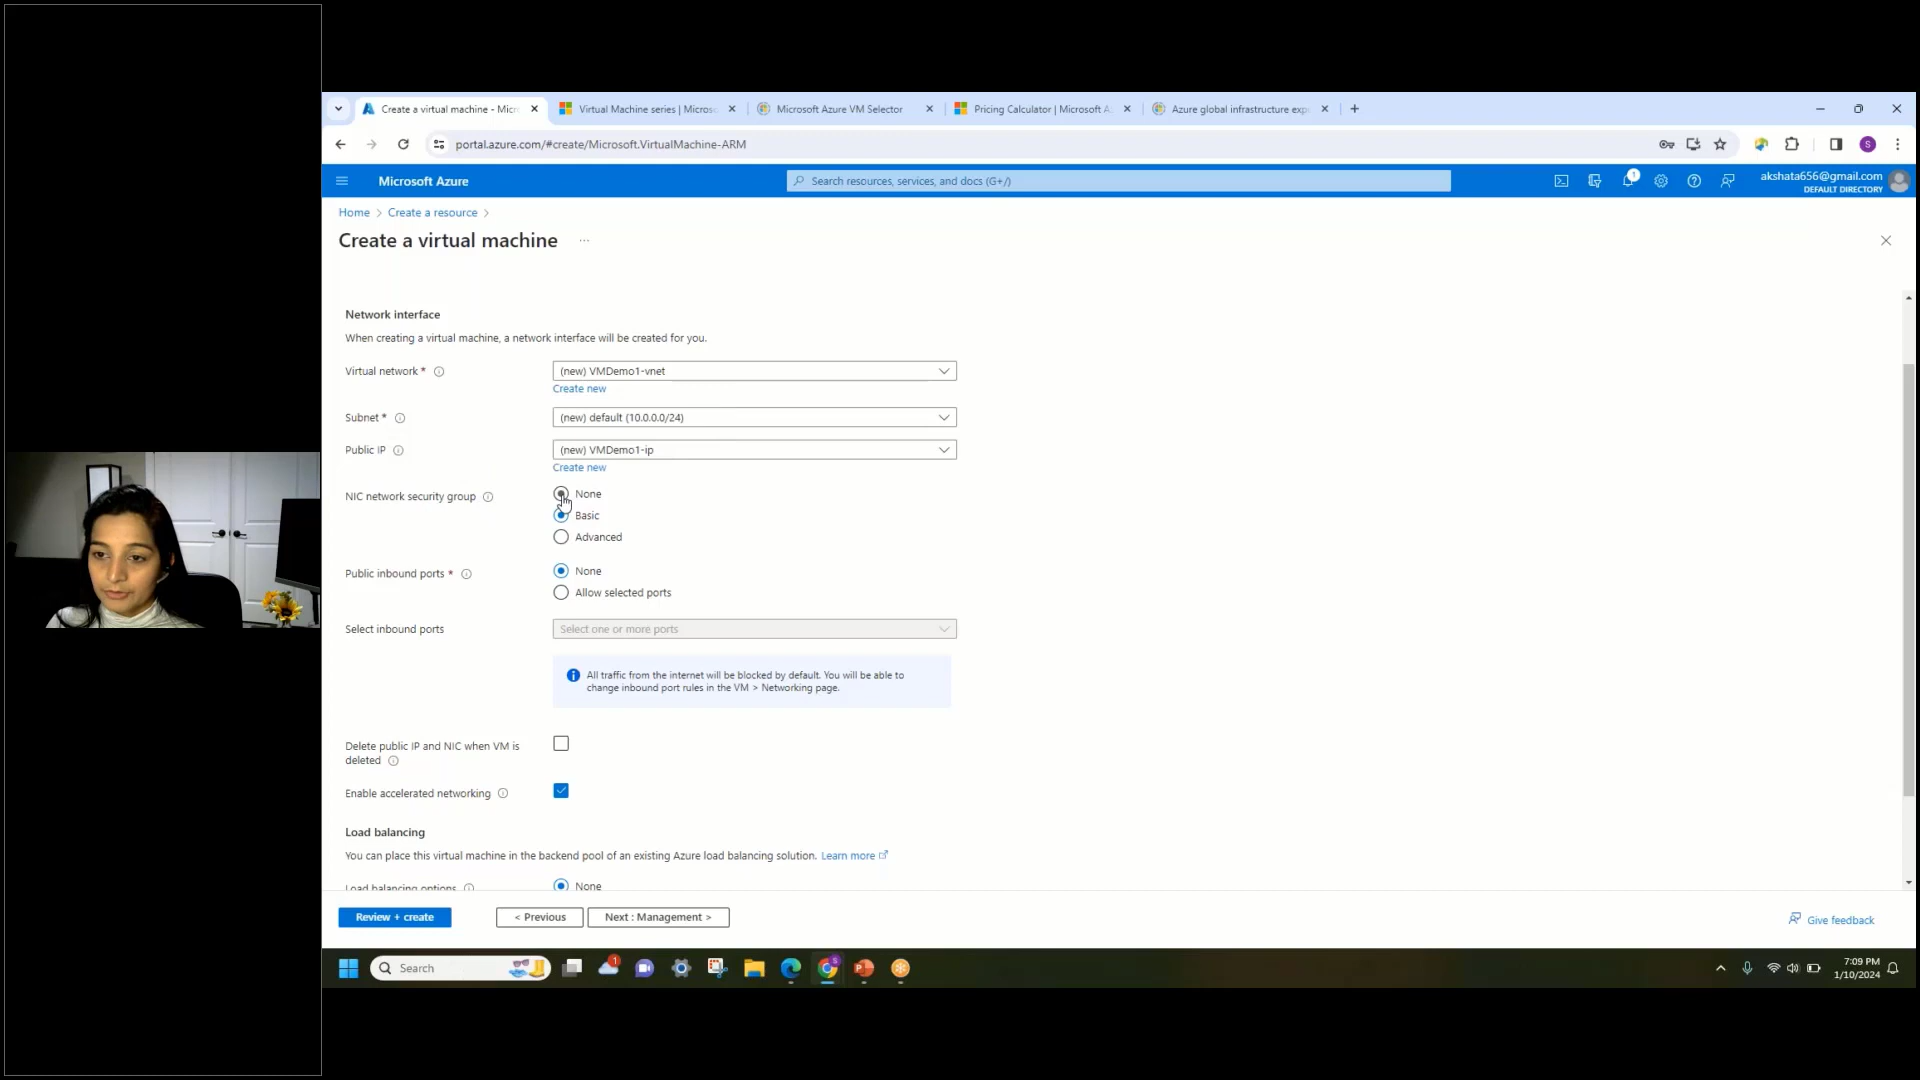 Create a virtual machine - Micr
Virtual Machine series | Micros
Microsoft Azure VM Selector
Pricing Calculator | Microsoft A
Azure global infrastructure exp
portal.azure.com/#create/Microsoft.VirtualMachine-ARM
S
Microsoft Azure
Search resources, services, and docs (G+/)
1
akshata656@gmail.com
DEFAULT DIRECTORY
Home > Create a resource >
Create a virtual machine ...
Network interface
When creating a virtual machine, a network interface will be created for you.
Virtual network *
(new) VMDemo1-vnet
Create new
Subnet *
(new) default (10.0.0.0/24)
Public IP
(new) VMDemo1-ip
Create new
NIC network security group
None
Basic
Advanced
Public inbound ports *
None
Allow selected ports
Select inbound ports
Select one or more ports
All traffic from the internet will be blocked by default. You will be able to
change inbound port rules in the VM > Networking page.
Delete public IP and NIC when VM is
deleted
Enable accelerated networking
Load balancing
You can place this virtual machine in the backend pool of an existing Azure load balancing solution. Learn more
Load balancing options
None
Review + create
< Previous
Next : Management >
Give feedback
Search
1
S
7:09 PM
1/10/2024